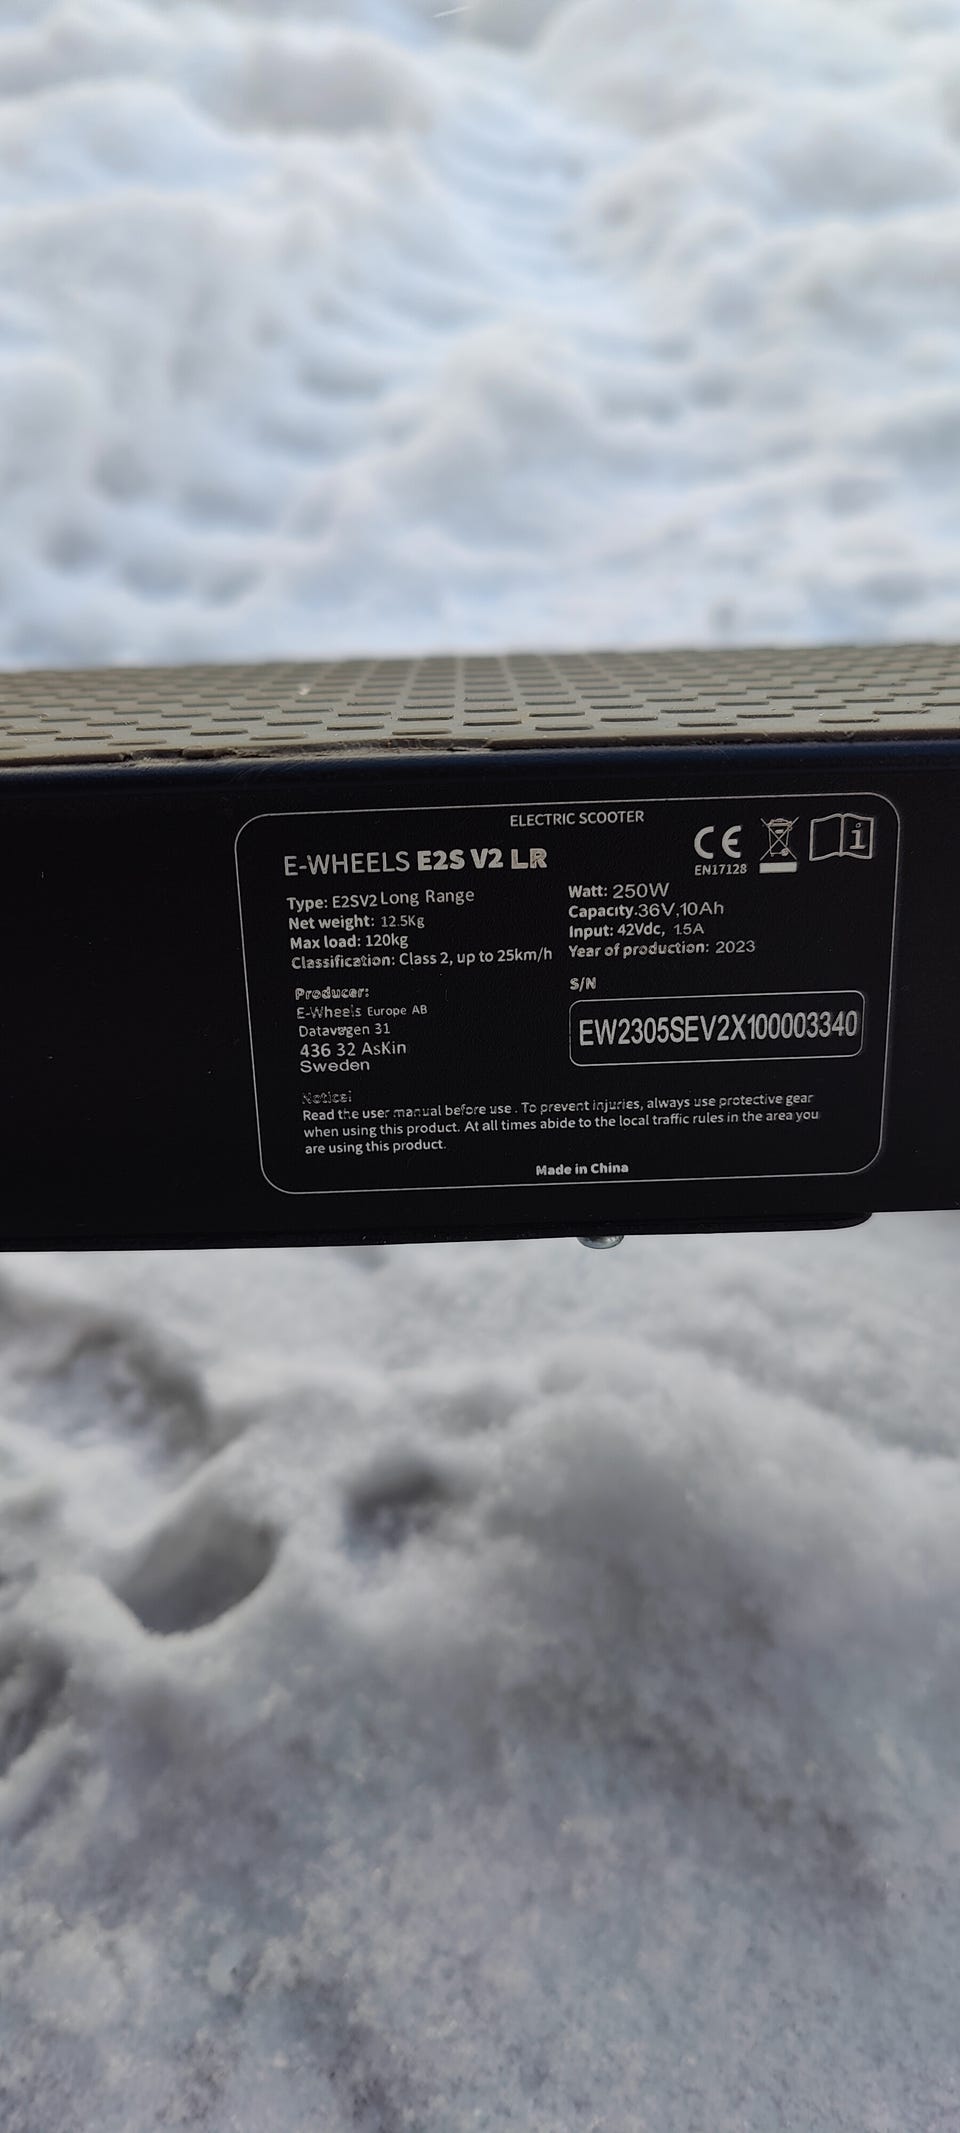 ELECTRIC SCOOTER
E-WHEELS E2S V2 LR
CE
EN17128
Type: E2SV2 Long Range
Net weight: 12.5Kg
Max load: 120kg
Classification: Class 2, up to 25km/h
Watt: 250W
Capacity.36V,10Ah
Input: 42Vdc, 1.5A
Year of production: 2023
Producer:
E-Wheels Europe AB
Datavägen 31
436 32 AsKin
Sweden
S/N
EW2305SEV2X100003340
Notice:
Read the user manual before use . To prevent injuries, always use protective gear
when using this product. At all times abide to the local traffic rules in the area you
are using this product.
Made in China